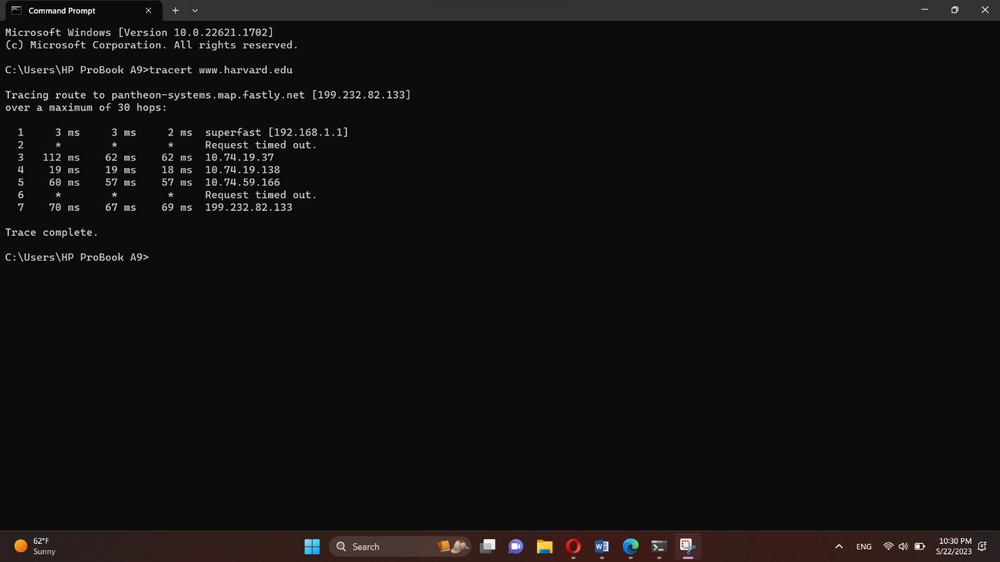 Command Prompt
Microsoft Windows [Version 10.0.22621.1702]
(c) Microsoft Corporation. All rights reserved.
C:\Users\HP ProBook A9>tracert www.harvard.edu
Tracing route to pantheon-systems.map.fastly.net [199.232.82.133]
over a maximum of 30 hops:
1 3 ms 3 ms 2 ms superfast [192.168.1.1]
2 * * * Request timed out.
3 112 ms 62 ms 62 ms 10.74.19.37
4 19 ms 19 ms 18 ms 10.74.19.138
5 60 ms 57 ms 57 ms 10.74.59.166
6 * * * Request timed out.
7 70 ms 67 ms 69 ms 199.232.82.133
Trace complete.
C:\Users\HP ProBook A9>
62°F
Sunny
Search
ENG
10:30 PM
5/22/2023